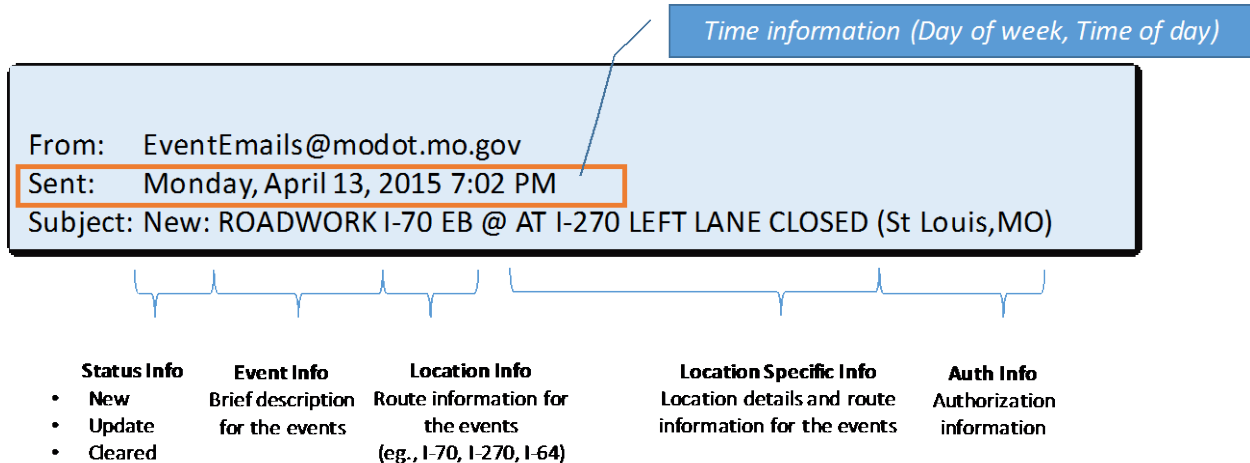 Time information (Day of week, Time of day)
From: EventEmails@modot.mo.gov
Sent: Monday, April 13, 2015 7:02 PM
Subject: New: ROADWORK I-70 EB @ AT I-270 LEFT LANE CLOSED (St Louis,MO)
Status Info
• New
• Update
• Cleared
Event Info
Brief description
for the events
Location Info
Route information for
the events
(eg., I-70, I-270, I-64)
Location Specific Info
Location details and route
information for the events
Auth Info
Authorization
information